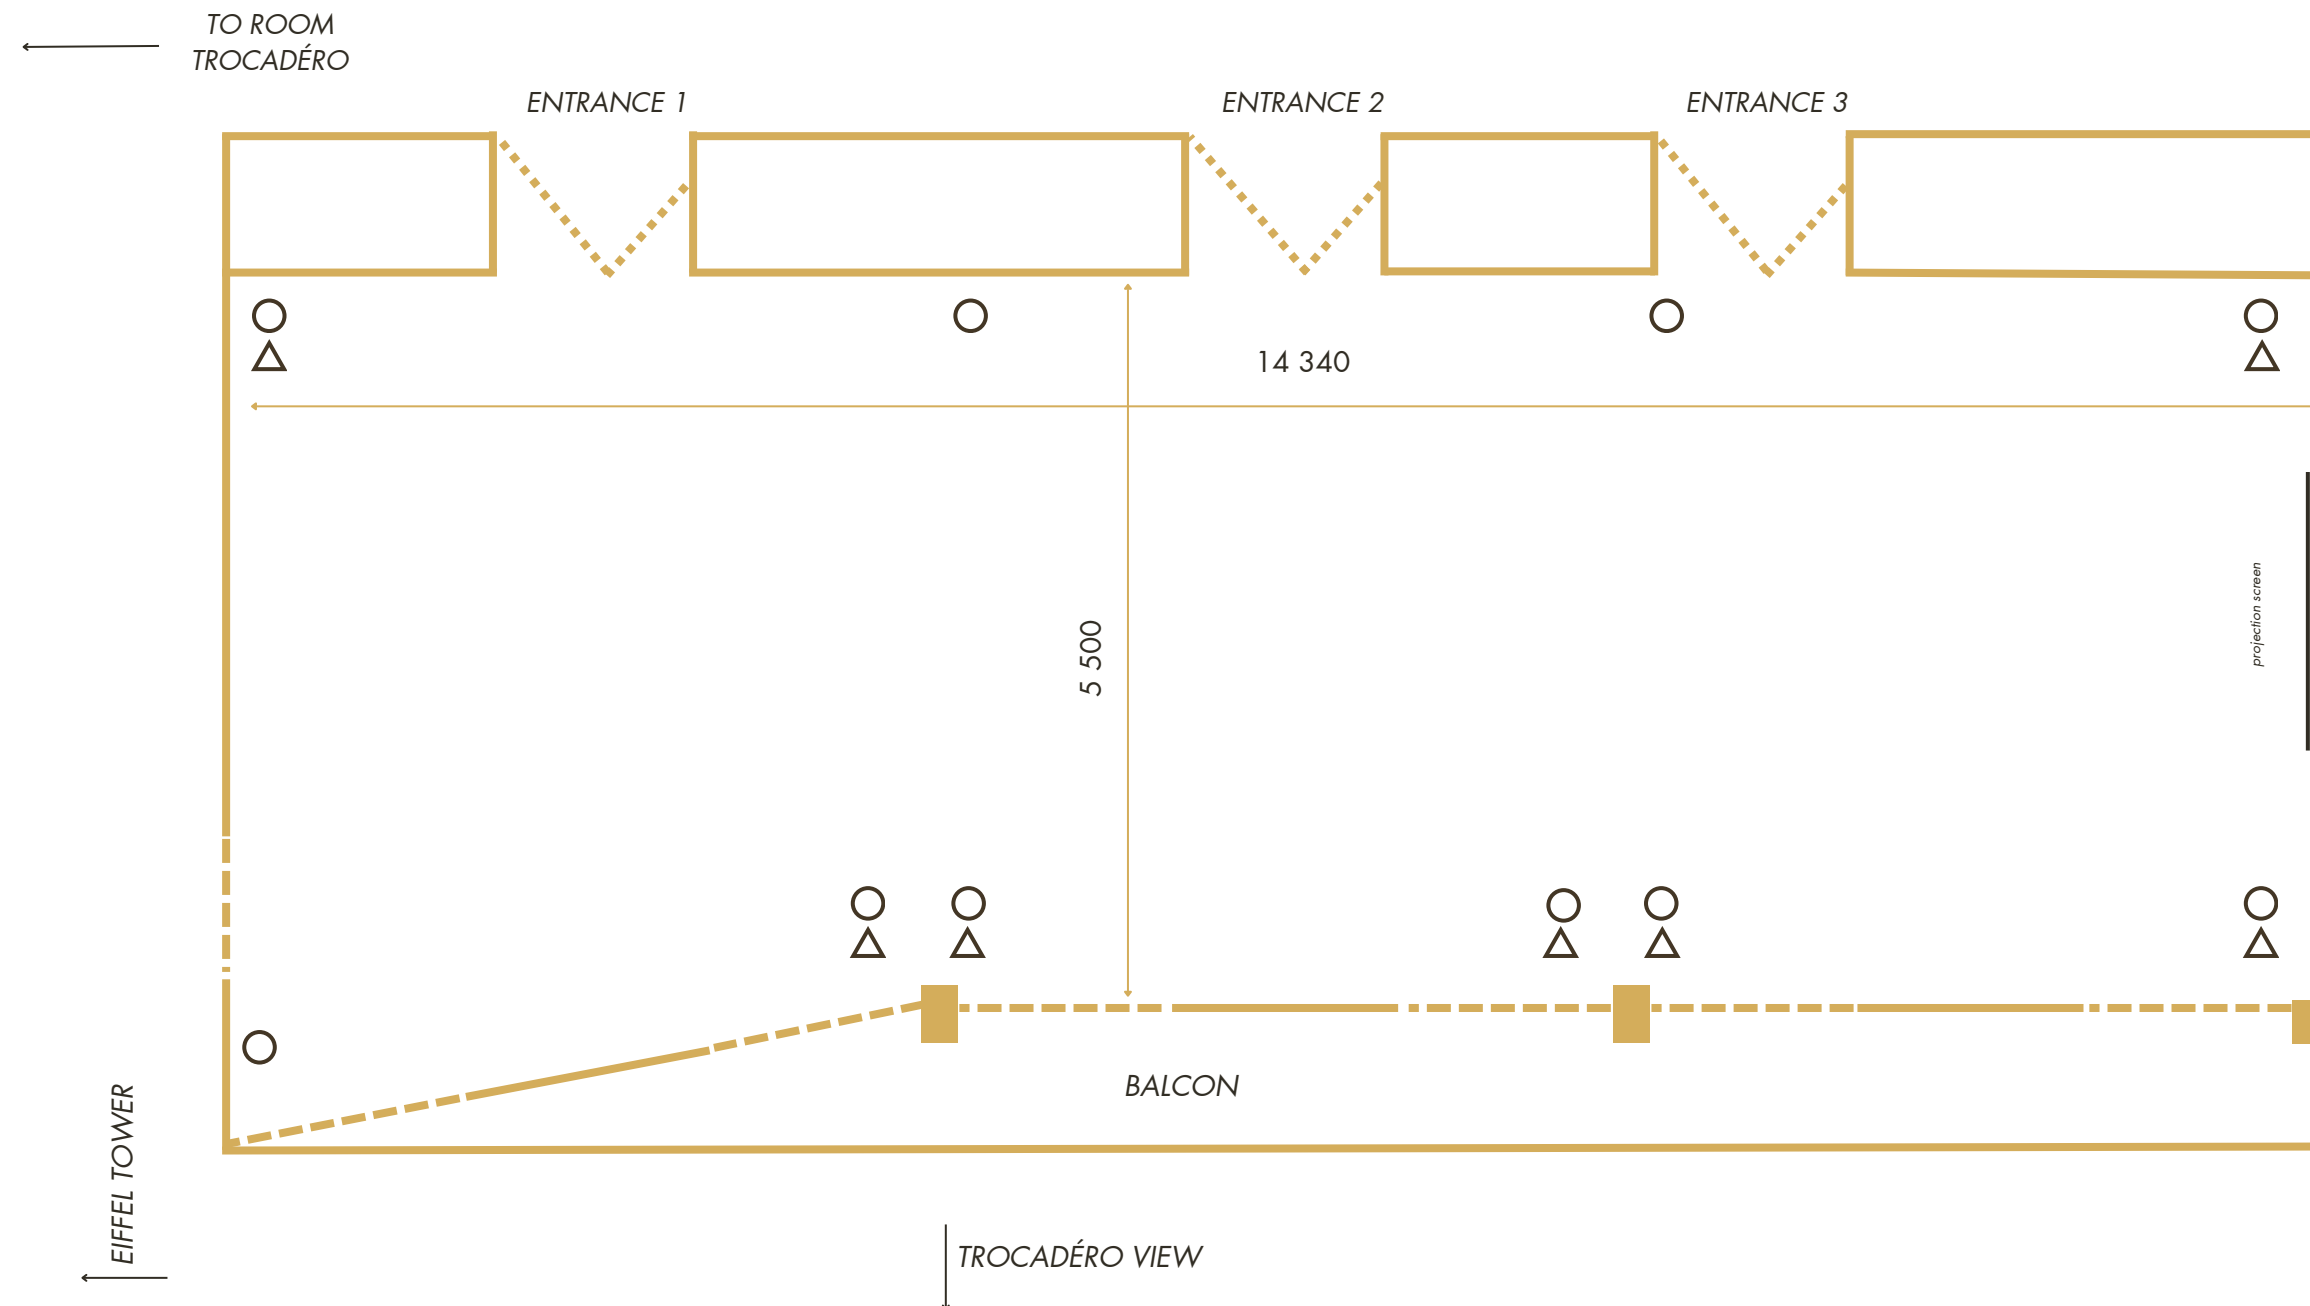 TO ROOM
TROCADÉRO
ENTRANCE 1
ENTRANCE 2
ENTRANCE 3
14 340
5 500
projection screen
BALCON
EIFFEL TOWER
TROCADÉRO VIEW